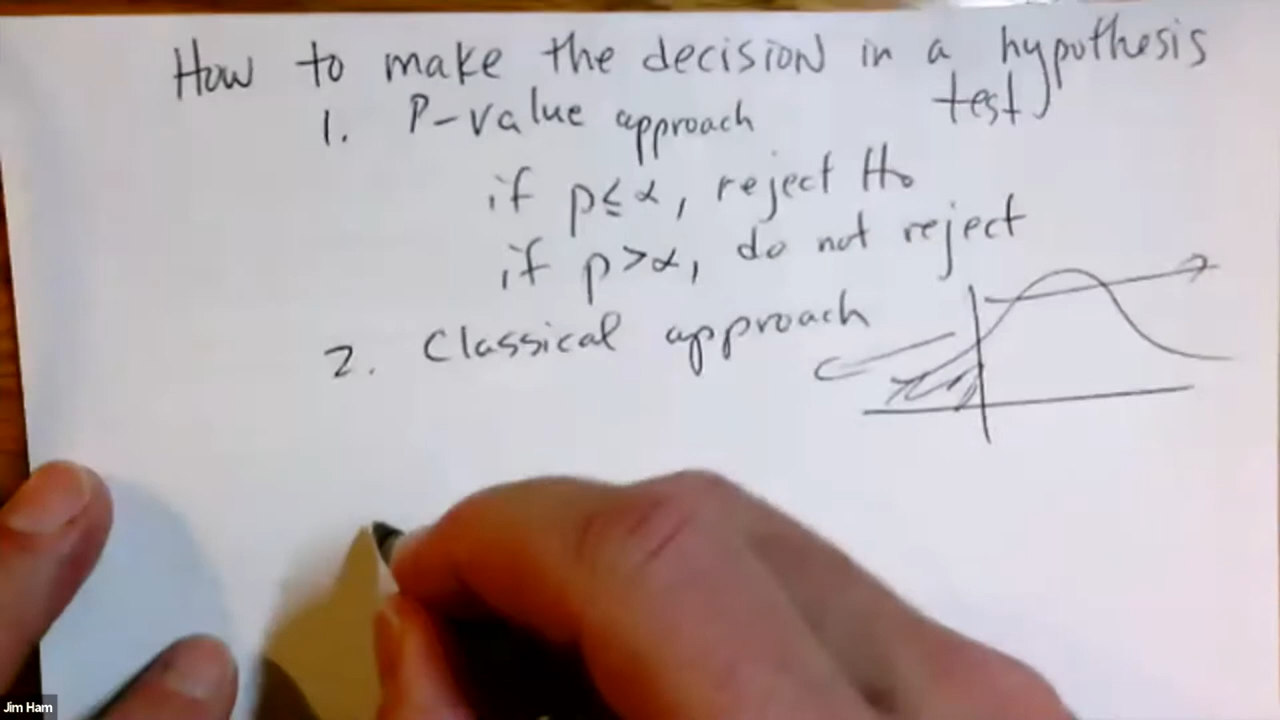 How to make the decision in a hypothesis
test
1. P-value approach
if p≤α, reject H₀
if p>α, do not reject
2. Classical approach
Jim Ham